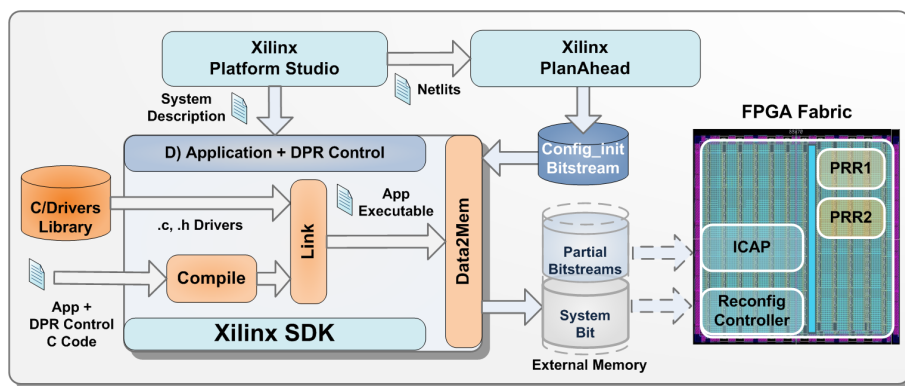 Xilinx
Platform Studio
Xilinx
PlanAhead
Netlits
System
Description
FPGA Fabric
D) Application + DPR Control
Config_init
Bitstream
PRR1
C/Drivers
Library
App
Executable
.c, .h Drivers
Link
Data2Mem
PRR2
Partial
Bitstreams
ICAP
Compile
App +
DPR Control
C Code
System
Bit
Reconfig
Controller
Xilinx SDK
External Memory